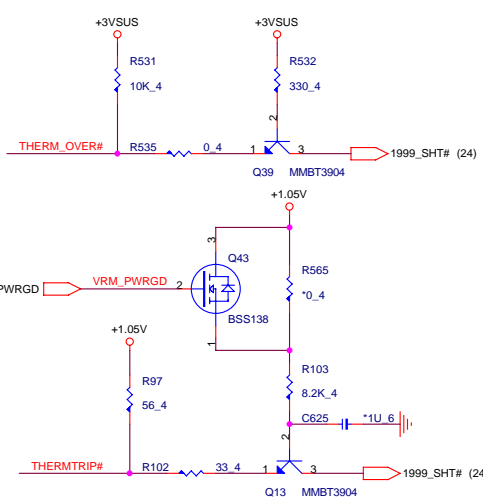 +3VSUS +3VSUS
R531 R532
10K_4 330_4
2
THERM_OVER# R535 0_4 1 3 1999_SHT# (24)
Q39 MMBT3904
+1.05V
3
Q43
R565
PWRGD VRM_PWRGD 2
*0_4
BSS138
1
+1.05V
R103
R97
8.2K_4
56_4
C625 *1U_6
2
THERMTRIP# R102 33_4 1 3 1999_SHT# (24
Q13 MMBT3904